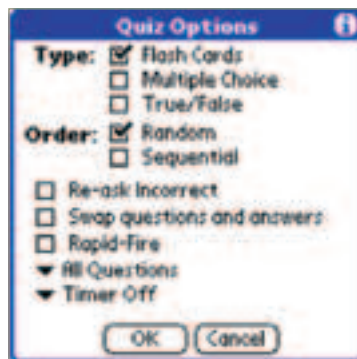 Quiz Options
Type: Flash Cards
Multiple Choice
True/False
Order: Random
Sequential
Re-ask Incorrect
Swap questions and answers
Rapid-Fire
All Questions
Timer Off
OK Cancel